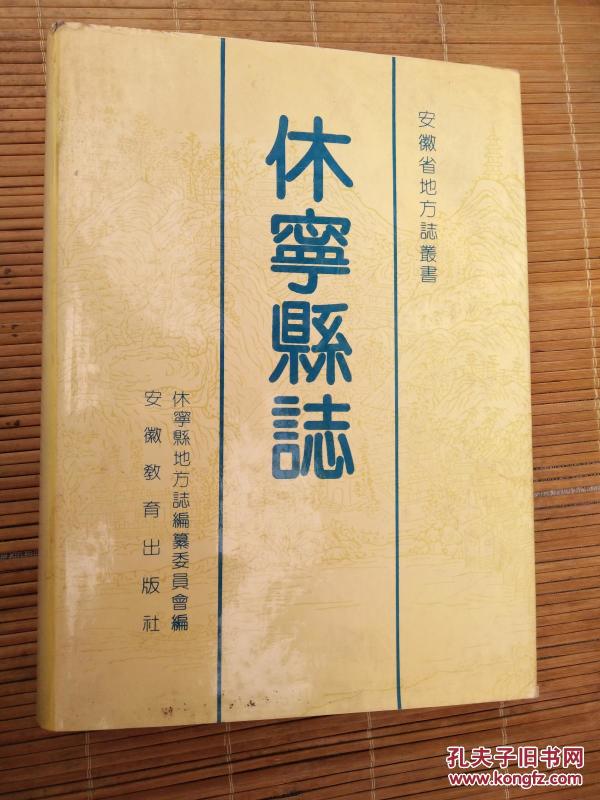 安徽省地方誌叢書
休寧縣誌
休寧縣地方誌編纂委員會編
安徽教育出版社
孔夫子旧书网
www.kongfz.com